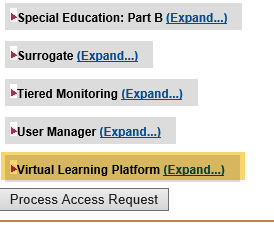 Special Education: Part B (Expand...)
Surrogate (Expand...)
Tiered Monitoring (Expand...)
User Manager (Expand...)
Virtual Learning Platform (Expand...)
Process Access Request